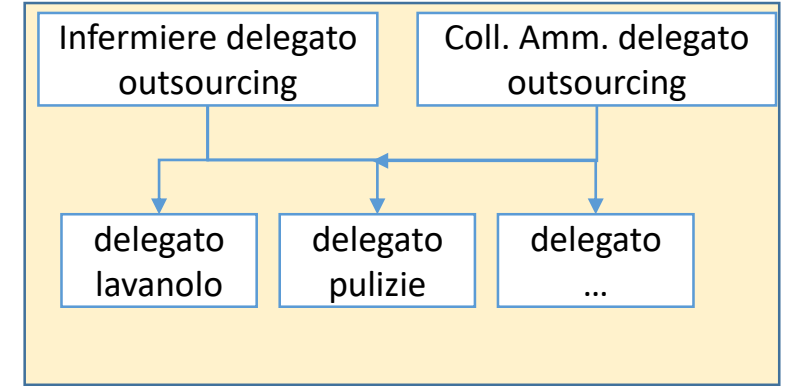 Infermiere delegato
outsourcing
Coll. Amm. delegato
outsourcing
delegato
lavanolo
delegato
pulizie
delegato
…